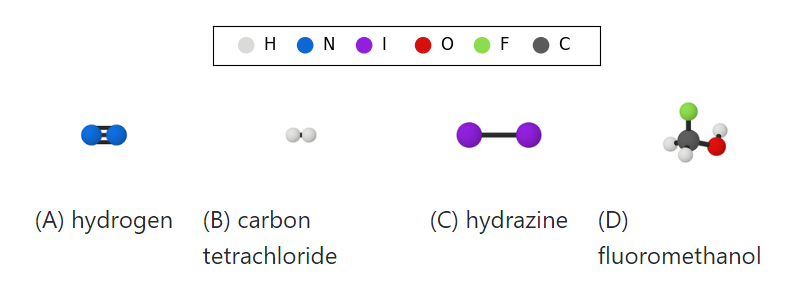 H N I O F C
(A) hydrogen (B) carbon (C) hydrazine (D)
tetrachloride fluoromethanol